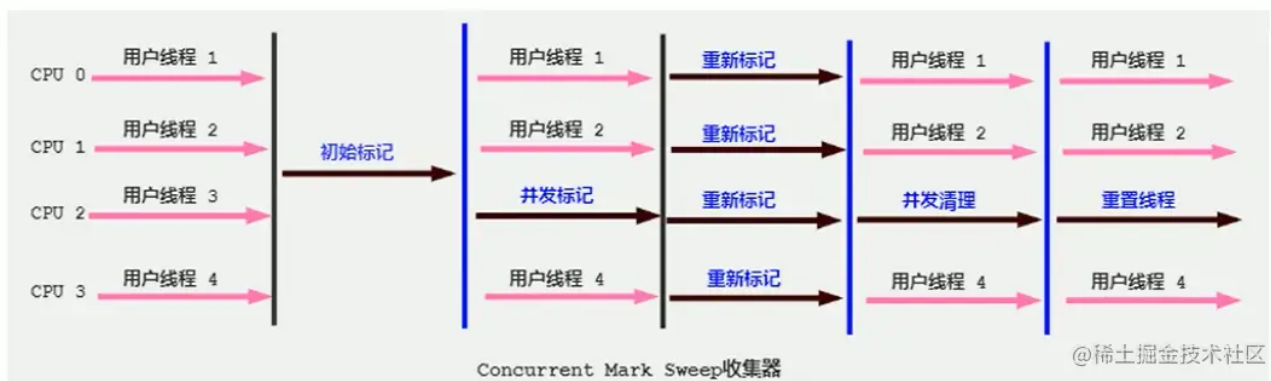 CPU 0 用户线程 1 用户线程 1 重新标记 用户线程 1 用户线程 1
CPU 1 用户线程 2 用户线程 2 重新标记 用户线程 2 用户线程 2
初始标记
CPU 2 用户线程 3 并发标记 重新标记 并发清理 重置线程
CPU 3 用户线程 4 用户线程 4 重新标记 用户线程 4 用户线程 4
Concurrent Mark Sweep收集器
@稀土掘金技术社区